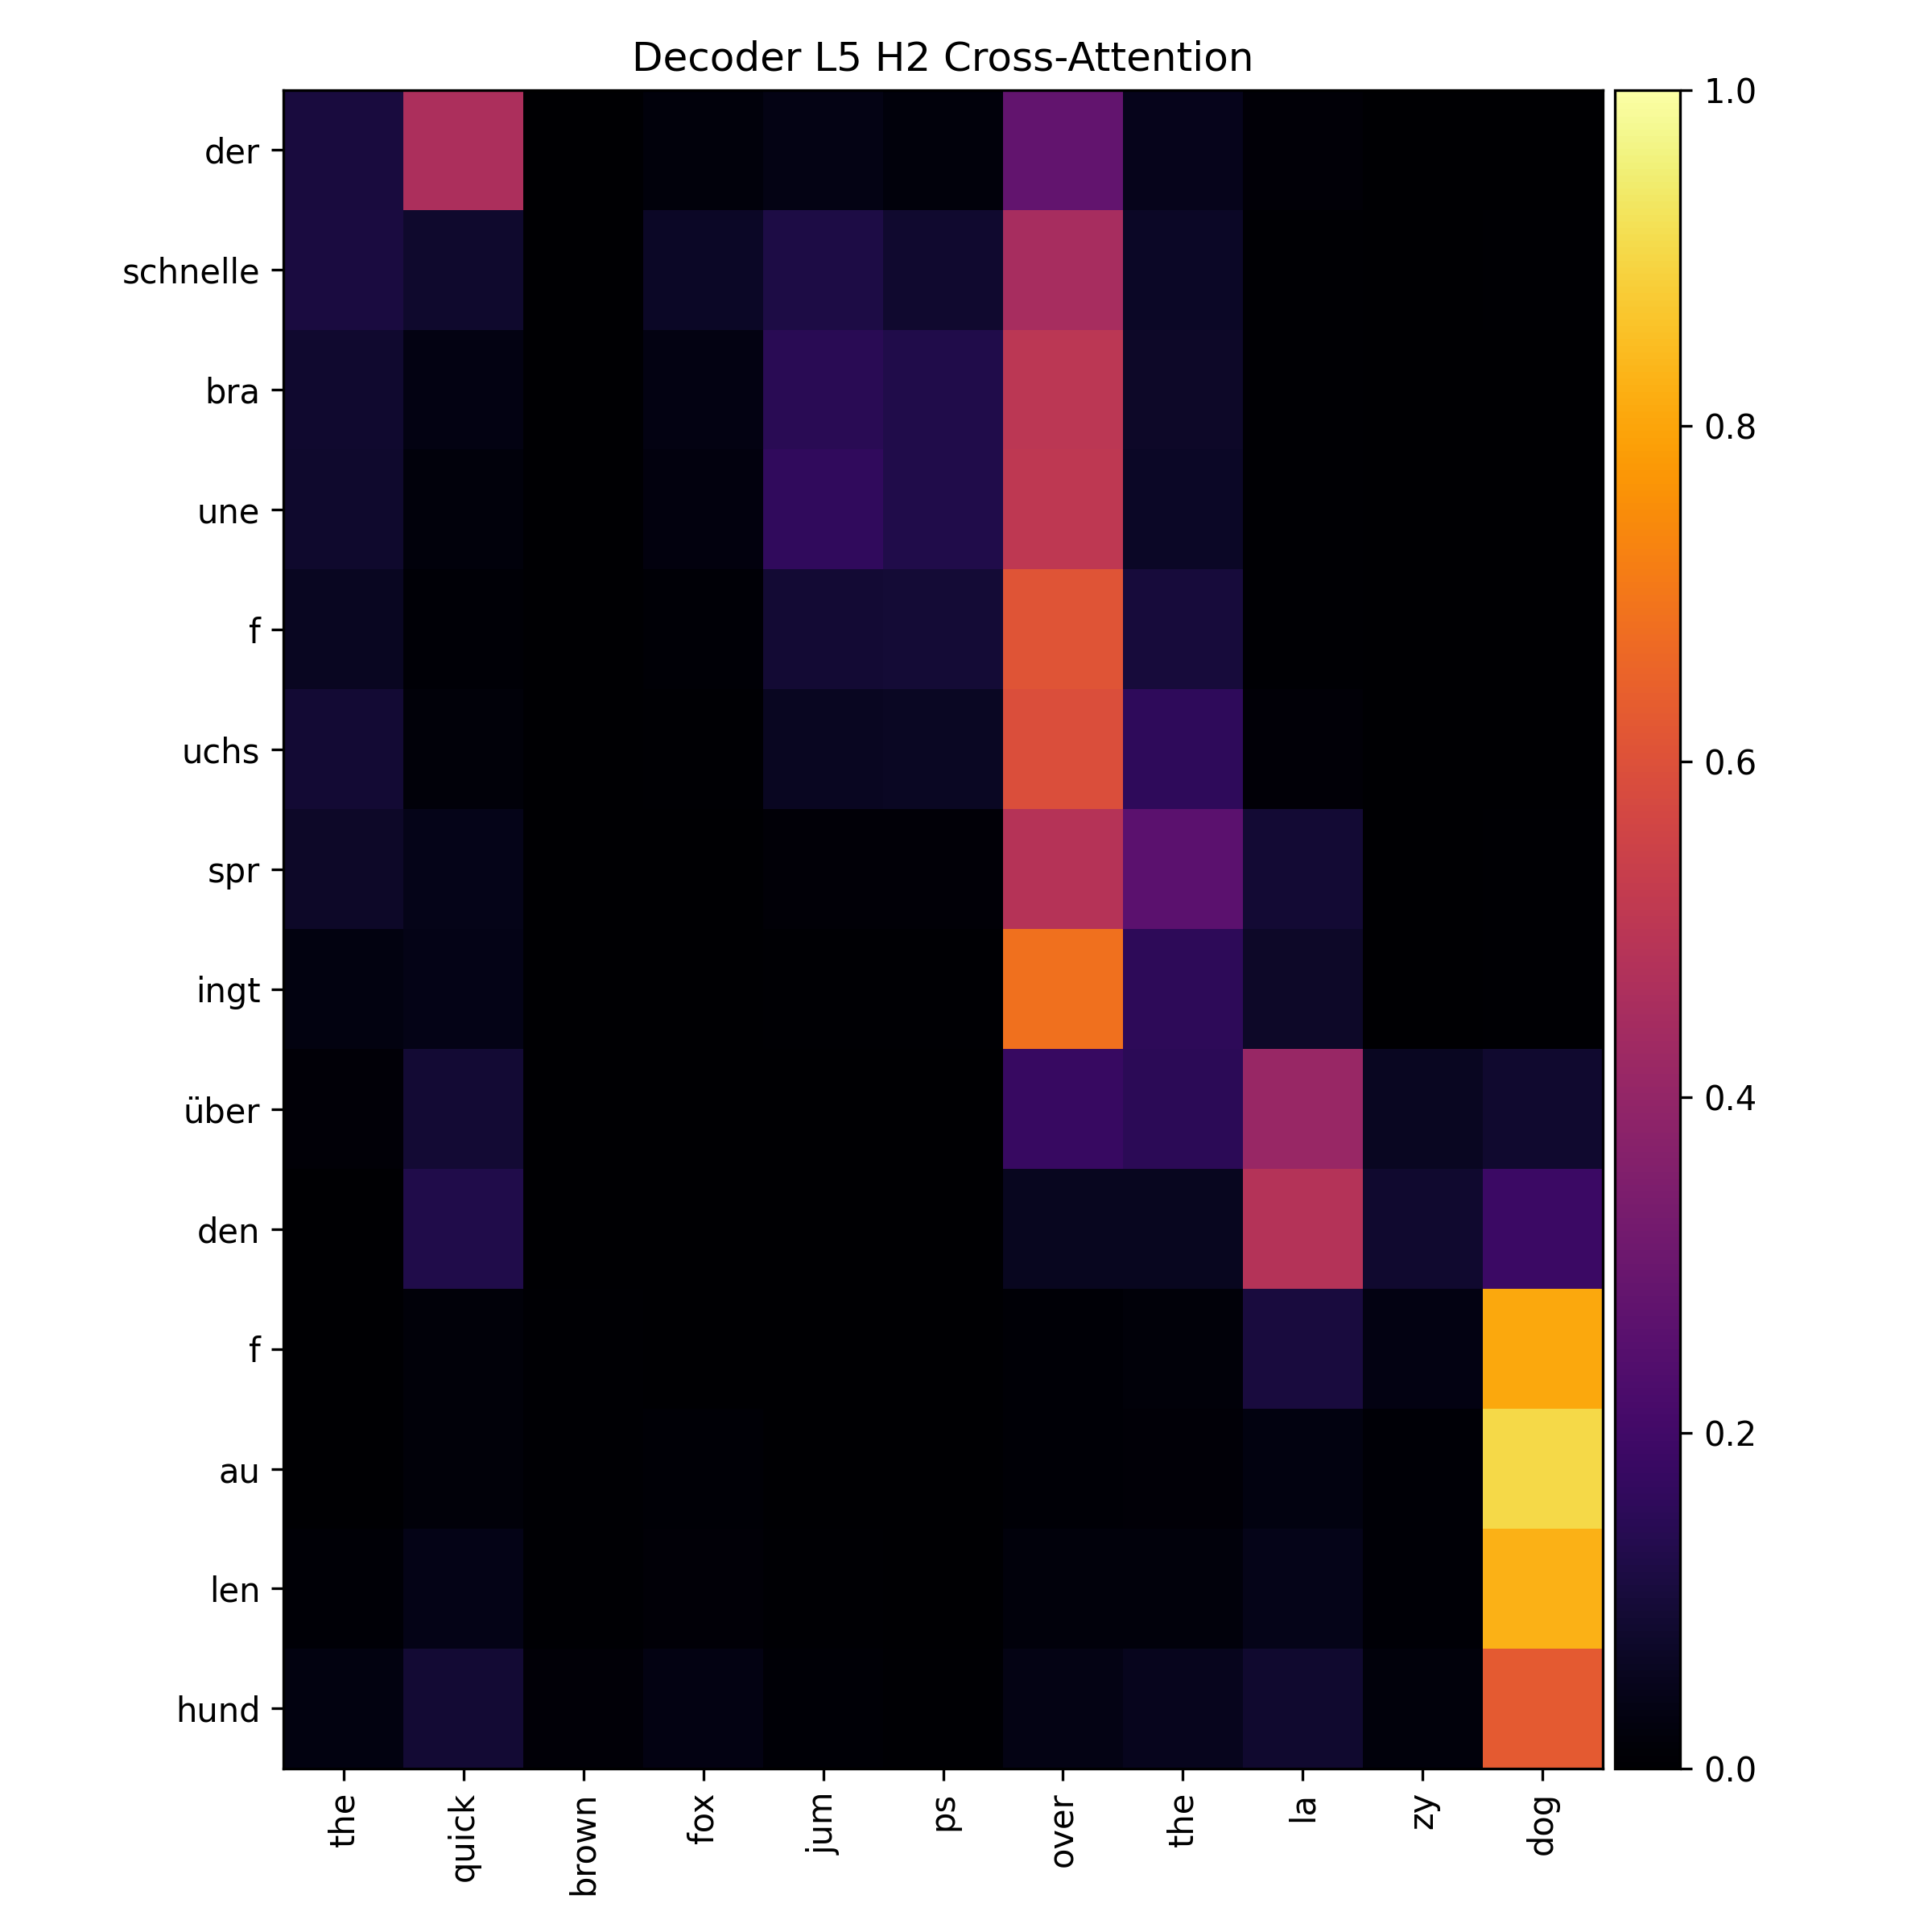 Decoder L5 H2 Cross-Attention
der
schnelle
bra
une
f
uchs
spr
ingt
über
den
f
au
len
hund
the
quick
brown
fox
jum
ps
over
the
la
zy
dog
1.0
0.8
0.6
0.4
0.2
0.0